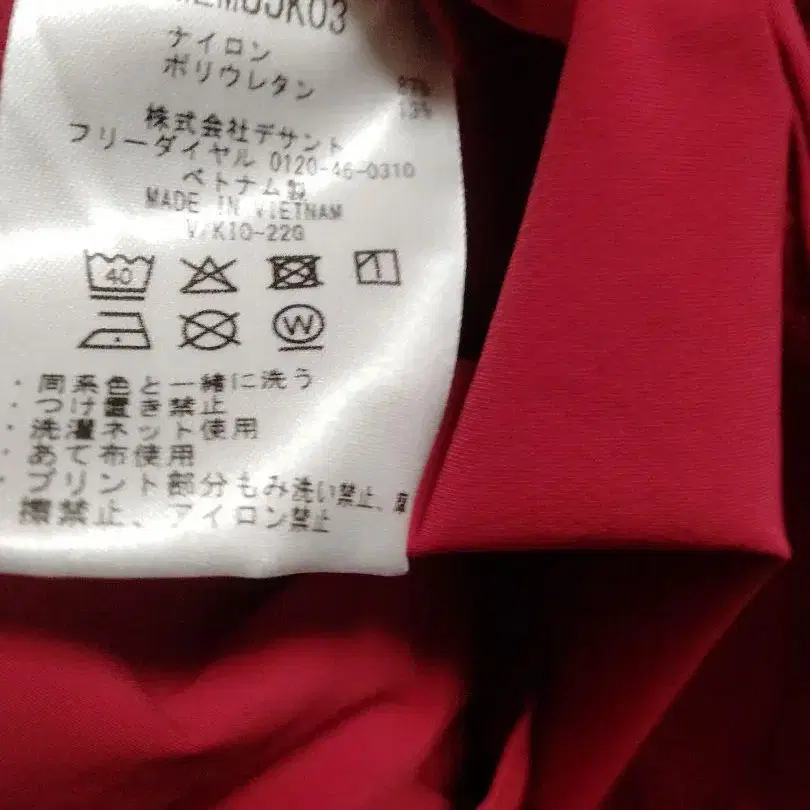 ナイロン
ポリウレタン 13%
株式会社デサント
フリーダイヤル 0120-46-0310
ベトナム製
MADE IN VIETNAM
V/KIO-22G
40
W
・同系色と一緒に洗う
・つけ置き禁止
・洗濯ネット使用
・あて布使用
・プリント部分もみ洗い禁止、摩
擦禁止、アイロン禁止